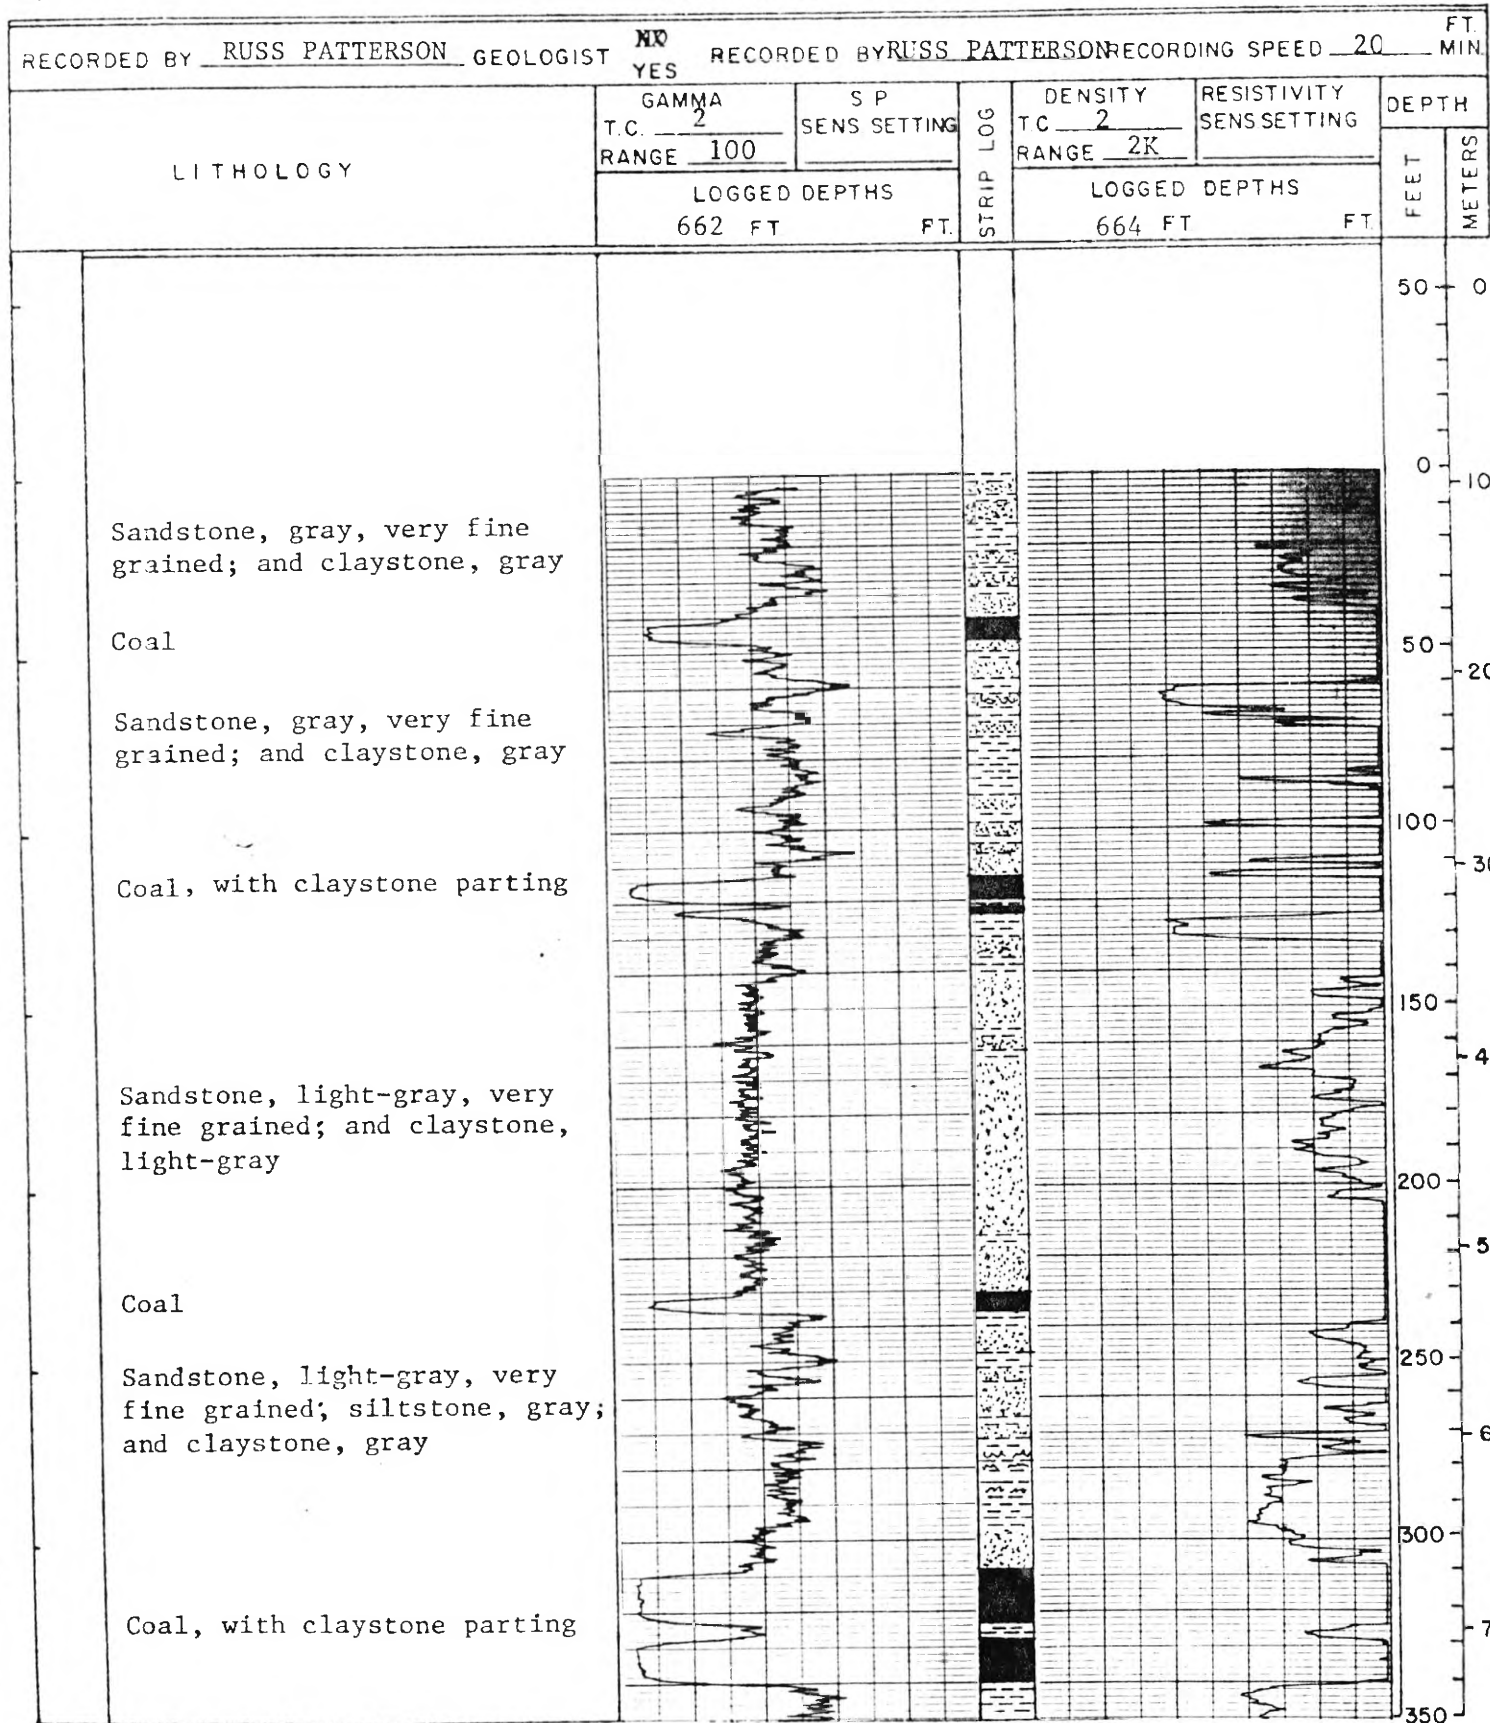 RECORDED BY RUSS PATTERSON GEOLOGIST NO YES RECORDED BY RUSS PATTERSON RECORDING SPEED 20 FT. MIN.
LITHOLOGY
GAMMA
T.C. 2
RANGE 100
S P
SENS SETTING
LOGGED DEPTHS
662 FT FT.
STRIP LOG
DENSITY
T C 2
RANGE 2K
RESISTIVITY
SENS SETTING
LOGGED DEPTHS
664 FT FT.
DEPTH
FEET
METERS
50 0
0
10
Sandstone, gray, very fine
grained; and claystone, gray
Coal
50
20
Sandstone, gray, very fine
grained; and claystone, gray
100
30
Coal, with claystone parting
150
4
Sandstone, light-gray, very
fine grained; and claystone,
light-gray
200
5
Coal
250
Sandstone, light-gray, very
fine grained; siltstone, gray;
and claystone, gray
6
300
Coal, with claystone parting
7
350